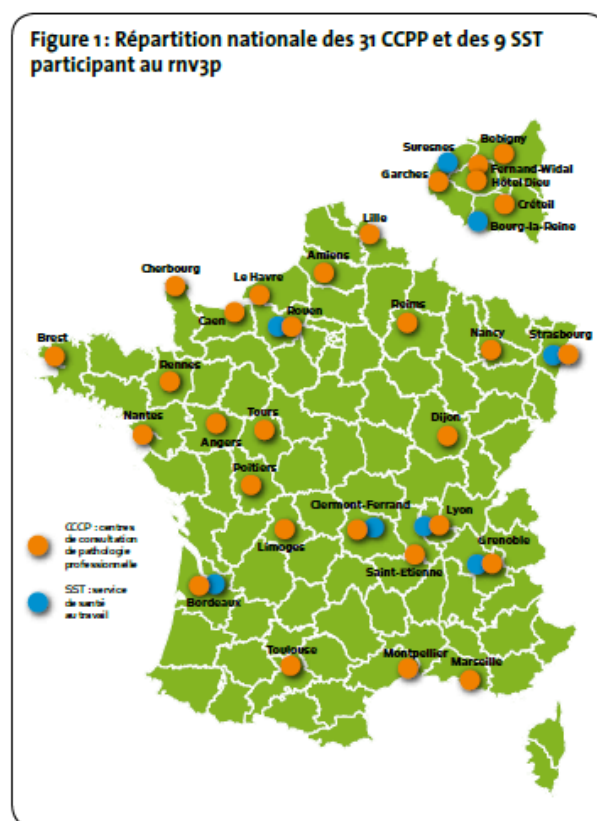 Figure 1 : Répartition nationale des 31 CCPP et des 9 SST
participant au rnv3p
Bobigny
Suresnes
Fernand-Widal
Garches
Hôtel Dieu
Créteil
Bourg-la-Reine
Lille
Amiens
Cherbourg
Le Havre
Rouen
Caen
Reims
Nancy
Strasbourg
Brest
Rennes
Nantes
Angers
Tours
Dijon
Poitiers
Clermont-Ferrand
Lyon
Limoges
Grenoble
Saint-Etienne
CCCP : centres
de consultation
de pathologie
professionnelle
SST : service
de santé
au travail
Bordeaux
Toulouse
Montpellier
Marseille